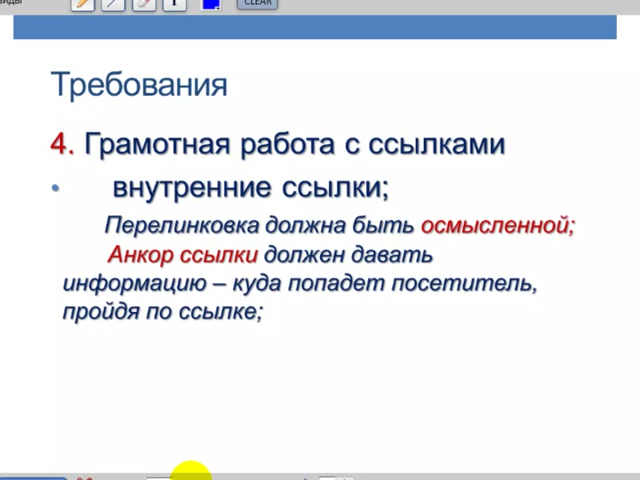 CLEAR
Требования
4. Грамотная работа с ссылками
• внутренние ссылки;
Перелинковка должна быть осмысленной;
Анкор ссылки должен давать
информацию – куда попадет посетитель,
пройдя по ссылке;